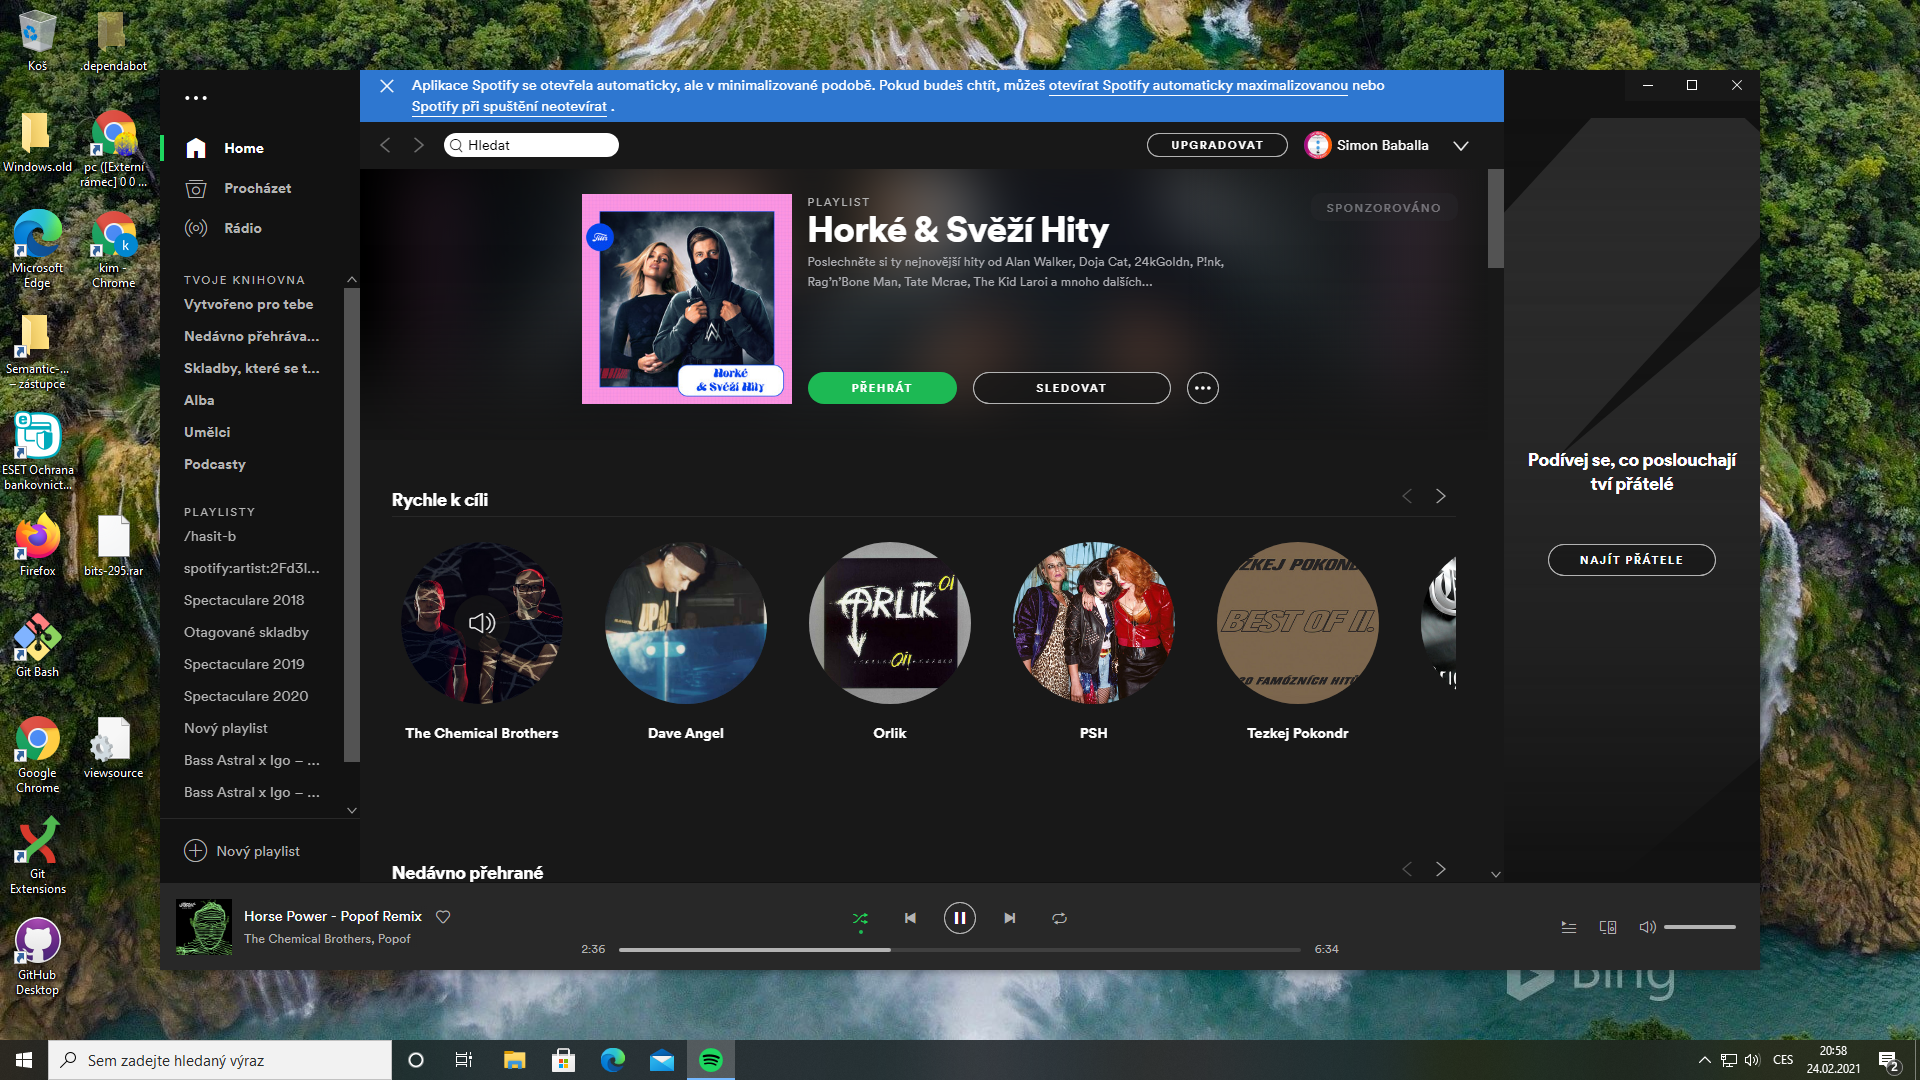 Koš
.dependabot
Windows.old
pc ([Externí
rámec] 0 0 ...
Microsoft
Edge
kim -
Chrome
Semantic-...
– zástupce
ESET Ochrana
bankovnict...
Firefox
bits-295.rar
Git Bash
Google
Chrome
viewsource
Git
Extensions
GitHub
Desktop
Aplikace Spotify se otevřela automaticky, ale v minimalizované podobě. Pokud budeš chtít, můžeš otevírat Spotify automaticky maximalizovanou nebo
Spotify při spuštění neotevírat .
Home
Procházet
Rádio
TVOJE KNIHOVNA
Vytvořeno pro tebe
Nedávno přehráva...
Skladby, které se t...
Alba
Umělci
Podcasty
PLAYLISTY
/hasit-b
spotify:artist:2Fd3l...
Spectaculare 2018
Otagované skladby
Spectaculare 2019
Spectaculare 2020
Nový playlist
Bass Astral x Igo – ...
Bass Astral x Igo – ...
Nový playlist
Hledat
UPGRADOVAT
Simon Baballa
PLAYLIST
Horké & Svěží Hity
SPONZOROVÁNO
Poslechněte si ty nejnovější hity od Alan Walker, Doja Cat, 24kGoldn, P!nk,
Rag'n'Bone Man, Tate Mcrae, The Kid Laroi a mnoho dalších...
Horké
& Svěží Hity
PŘEHRÁT
SLEDOVAT
Rychle k cíli
ORLIK
BEST OF II.
The Chemical Brothers
Dave Angel
Orlik
PSH
Tezkej Pokondr
Nedávno přehrané
Podívej se, co poslouchají
tví přátelé
NAJÍT PŘÁTELE
Horse Power - Popof Remix
The Chemical Brothers, Popof
2:36
6:34
Bing
Sem zadejte hledaný výraz
CES
20:58
24.02.2021
2